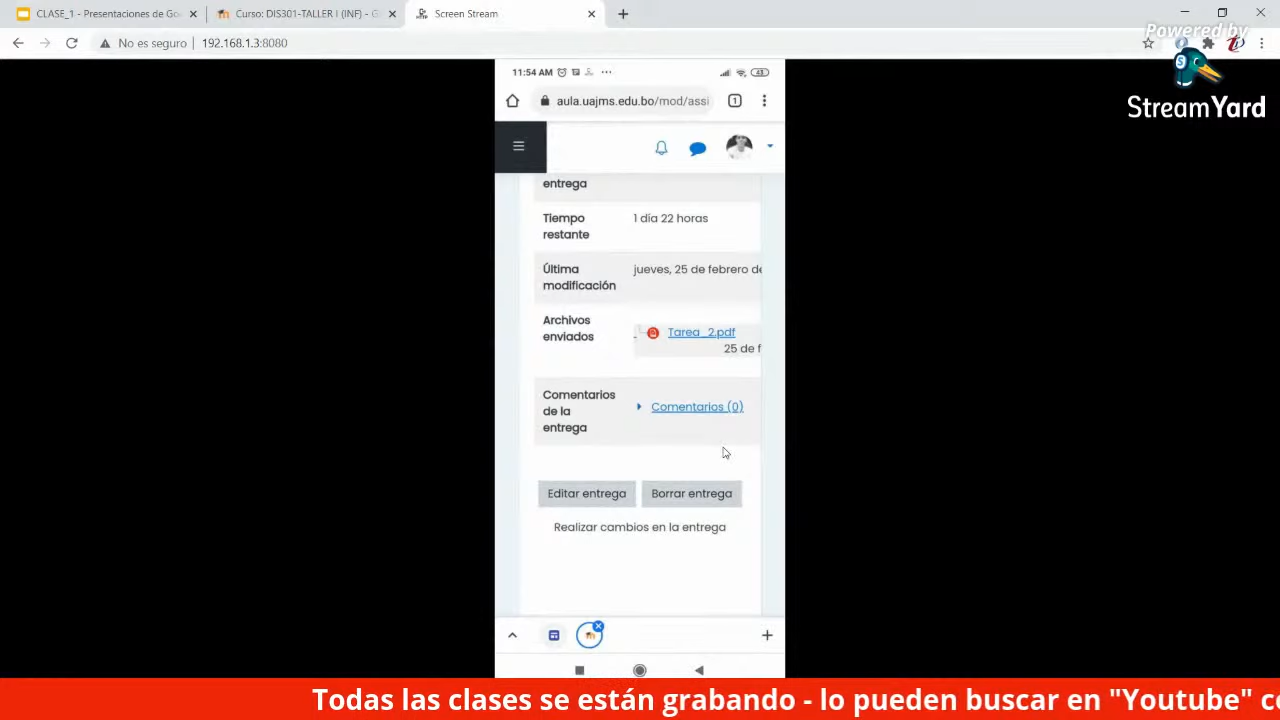 CLASE_1 - Presentaciones de Go
Curso: DIS301-TALLER I (INF) - G
Screen Stream
No es seguro
192.168.1.3:8080
Powered by
StreamYard
11:54 AM
43
aula.uajms.edu.bo/mod/assi
1
entrega
Tiempo restante
1 día 22 horas
Última modificación
jueves, 25 de febrero de
Archivos enviados
Tarea_2.pdf
25 de f
Comentarios de la entrega
Comentarios (0)
Editar entrega
Borrar entrega
Realizar cambios en la entrega
Todas las clases se están grabando - lo pueden buscar en "Youtube" co